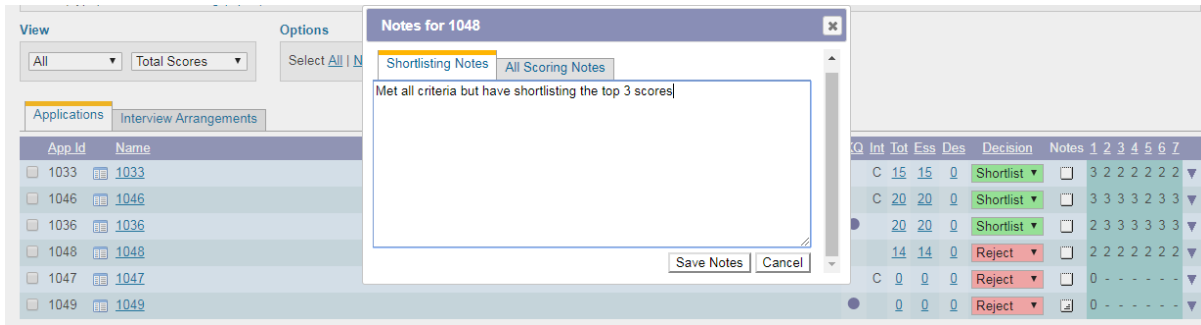 View
Options
All
Total Scores
Select All | N
Notes for 1048
Shortlisting Notes
All Scoring Notes
Met all criteria but have shortlisting the top 3 scores
Save Notes
Cancel
Applications
Interview Arrangements
App Id Name Int Tot Ess Des Decision Notes 1 2 3 4 5 6 7
1033 1033 C 15 15 0 Shortlist 3 2 2 2 2 2 2
1046 1046 C 20 20 0 Shortlist 3 3 3 3 2 3 3
1036 1036 20 20 0 Shortlist 2 3 3 3 3 3 3
1048 1048 14 14 0 Reject 2 2 2 2 2 2 2
1047 1047 C 0 0 0 Reject 0 - - - - - -
1049 1049 0 0 0 Reject 0 - - - - - -